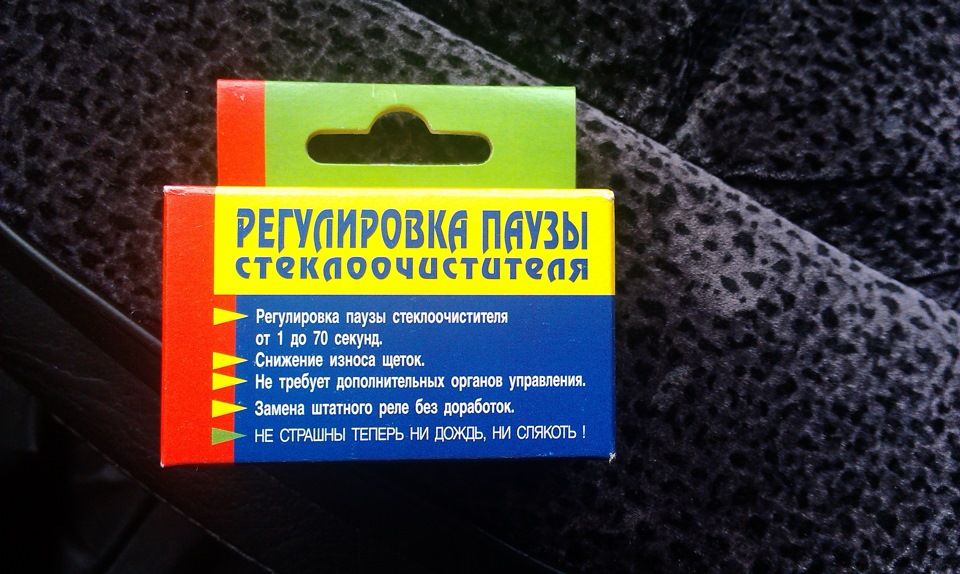 РЕГУЛИРОВКА ПАУЗЫ
стеклоочистителя
Регулировка паузы стеклоочистителя
от 1 до 70 секунд.
Снижение износа щеток.
Не требует дополнительных органов управления.
Замена штатного реле без доработок.
НЕ СТРАШНЫ ТЕПЕРЬ НИ ДОЖДЬ, НИ СЛЯКОТЬ !